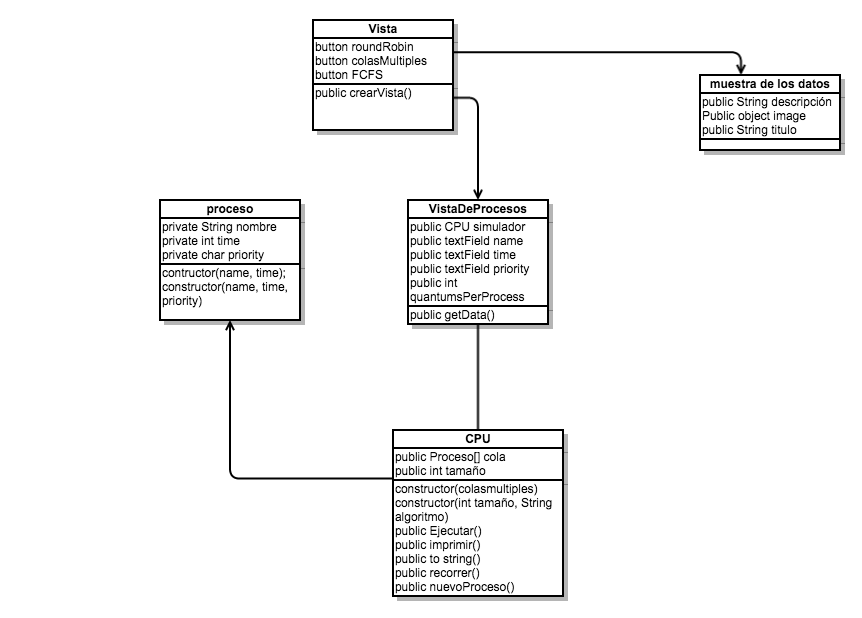 Vista
button roundRobin
button colasMultiples
button FCFS
public crearVista()
muestra de los datos
public String descripción
Public object image
public String titulo
proceso
private String nombre
private int time
private char priority
contructor(name, time);
constructor(name, time,
priority)
VistaDeProcesos
public CPU simulador
public textField name
public textField time
public textField priority
public int
quantumsPerProcess
public getData()
CPU
public Proceso[] cola
public int tamaño
constructor(colasmultiples)
constructor(int tamaño, String
algoritmo)
public Ejecutar()
public imprimir()
public to string()
public recorrer()
public nuevoProceso()